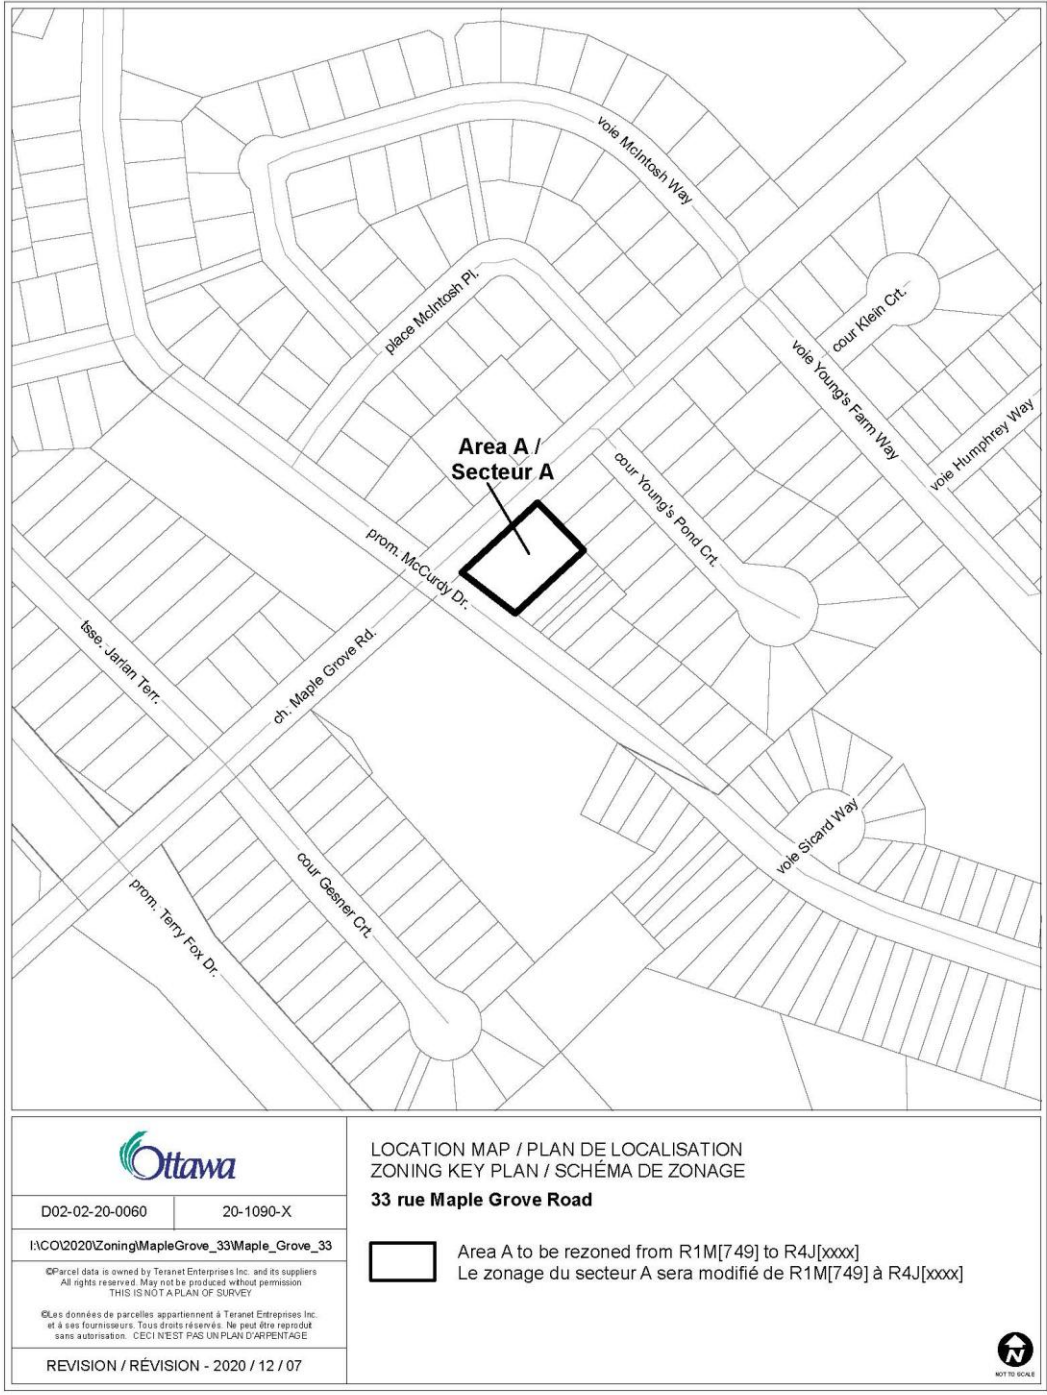 voie McIntosh Way
place McIntosh Pl.
cour Klein Crt.
voie Young's Farm Way
voie Humphrey Way
Area A /
Secteur A
cour Young's Pond Crt.
prom. McCurdy Dr.
tsse. Jarlan Terr.
ch. Maple Grove Rd.
voie Sicard Way
cour Gesner Crt.
prom. Terry Fox Dr.
Ottawa
D02-02-20-0060
20-1090-X
I:\CO\2020\Zoning\MapleGrove_33\Maple_Grove_33
©Parcel data is owned by Teranet Enterprises Inc. and its suppliers
All rights reserved. May not be produced without permission
THIS IS NOT A PLAN OF SURVEY
©Les données de parcelles appartiennent à Teranet Entreprises Inc.
et à ses fournisseurs. Tous droits réservés. Ne peut être reproduit
sans autorisation. CECI N'EST PAS UN PLAN D'ARPENTAGE
REVISION / RÉVISION - 2020 / 12 / 07
LOCATION MAP / PLAN DE LOCALISATION
ZONING KEY PLAN / SCHÉMA DE ZONAGE
33 rue Maple Grove Road
Area A to be rezoned from R1M[749] to R4J[xxxx]
Le zonage du secteur A sera modifié de R1M[749] à R4J[xxxx]
N
NOT TO SCALE